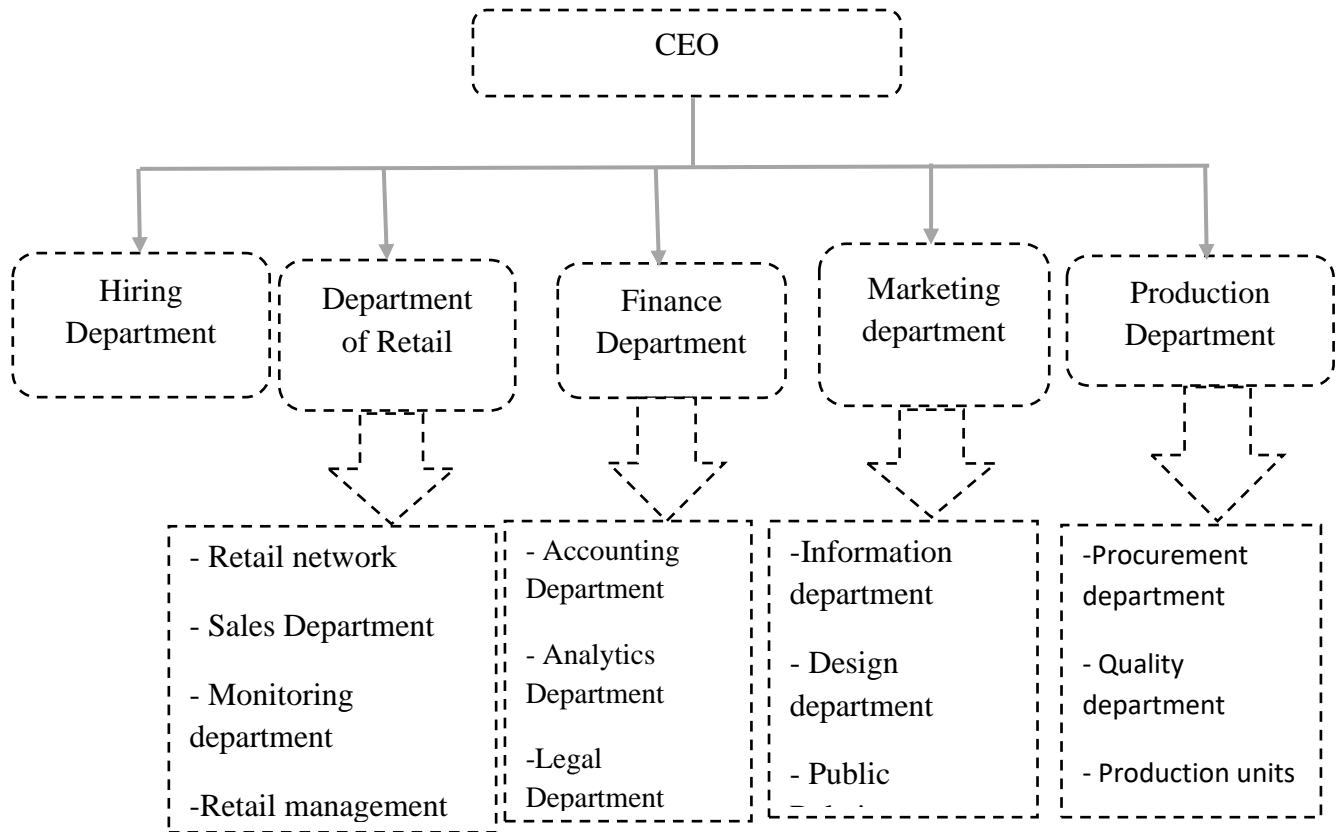 CEO
Hiring
Department
Department
of Retail
Finance
Department
Marketing
department
Production
Department
- Retail network
- Sales Department
- Monitoring
department
-Retail management
- Accounting
Department
- Analytics
Department
-Legal
Department
-Information
department
- Design
department
- Public
-Procurement
department
- Quality
department
- Production units